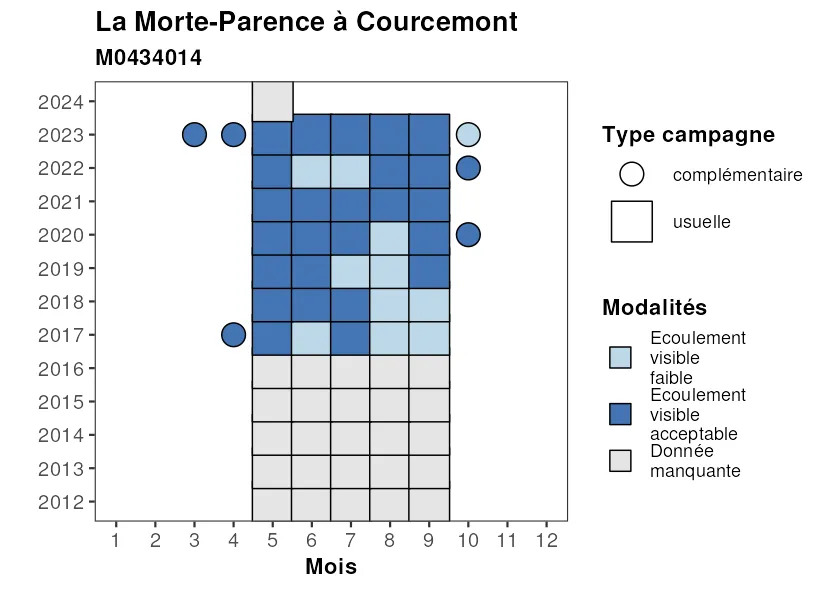 La Morte-Parence à Courcemont
M0434014
2024
2023
2022
2021
2020
2019
2018
2017
2016
2015
2014
2013
2012
1 2 3 4 5 6 7 8 9 10 11 12
Mois
Type campagne
complémentaire
usuelle
Modalités
Ecoulement
visible
faible
Ecoulement
visible
acceptable
Donnée
manquante